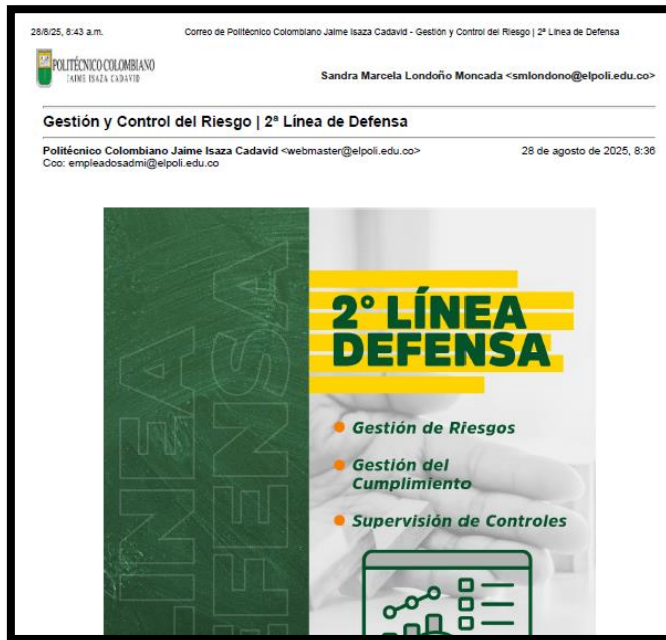 28/8/25, 8:43 a.m.
Correo de Politécnico Colombiano Jaime Isaza Cadavid - Gestión y Control del Riesgo | 2ª Línea de Defensa
POLITÉCNICO COLOMBIANO
JAIME ISAZA CADAVID
Sandra Marcela Londoño Moncada <smlondono@elpoli.edu.co>
Gestión y Control del Riesgo | 2ª Línea de Defensa
Politécnico Colombiano Jaime Isaza Cadavid <webmaster@elpoli.edu.co>
28 de agosto de 2025, 8:36
Cco: empleadosadmi@elpoli.edu.co
LINEA
DEFENSA
2° LÍNEA
DEFENSA
Gestión de Riesgos
Gestión del
Cumplimiento
Supervisión de Controles